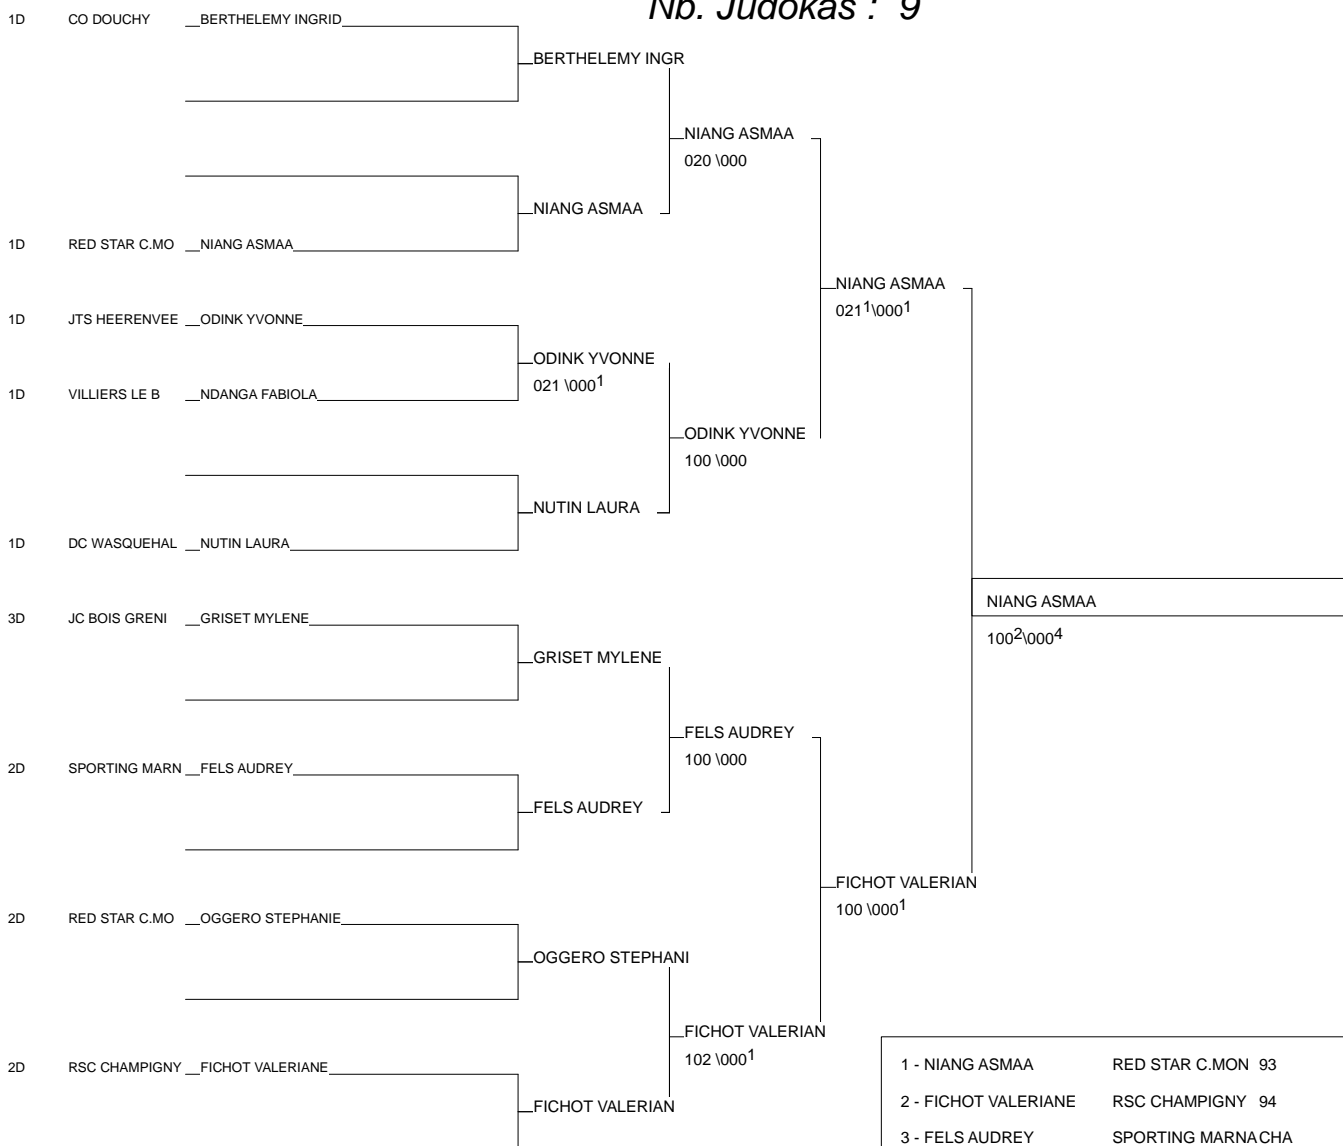 Nb. Judokas : 9
1D CO DOUCHY BERTHELEMY INGRID
BERTHELEMY INGR
NIANG ASMAA
020 \000
NIANG ASMAA
1D RED STAR C.MO NIANG ASMAA
NIANG ASMAA
021¹\000¹
1D JTS HEERENVEE ODINK YVONNE
ODINK YVONNE
021 \000¹
1D VILLIERS LE B NDANGA FABIOLA
ODINK YVONNE
100 \000
NUTIN LAURA
1D DC WASQUEHAL NUTIN LAURA
NIANG ASMAA
100²\000⁴
3D JC BOIS GRENI GRISET MYLENE
GRISET MYLENE
FELS AUDREY
100 \000
2D SPORTING MARN FELS AUDREY
FELS AUDREY
FICHOT VALERIAN
100 \000¹
2D RED STAR C.MO OGGERO STEPHANIE
OGGERO STEPHANI
FICHOT VALERIAN
102 \000¹
2D RSC CHAMPIGNY FICHOT VALERIANE
FICHOT VALERIAN
1 - NIANG ASMAA RED STAR C.MON 93
2 - FICHOT VALERIANE RSC CHAMPIGNY 94
3 - FELS AUDREY SPORTING MARNACHA